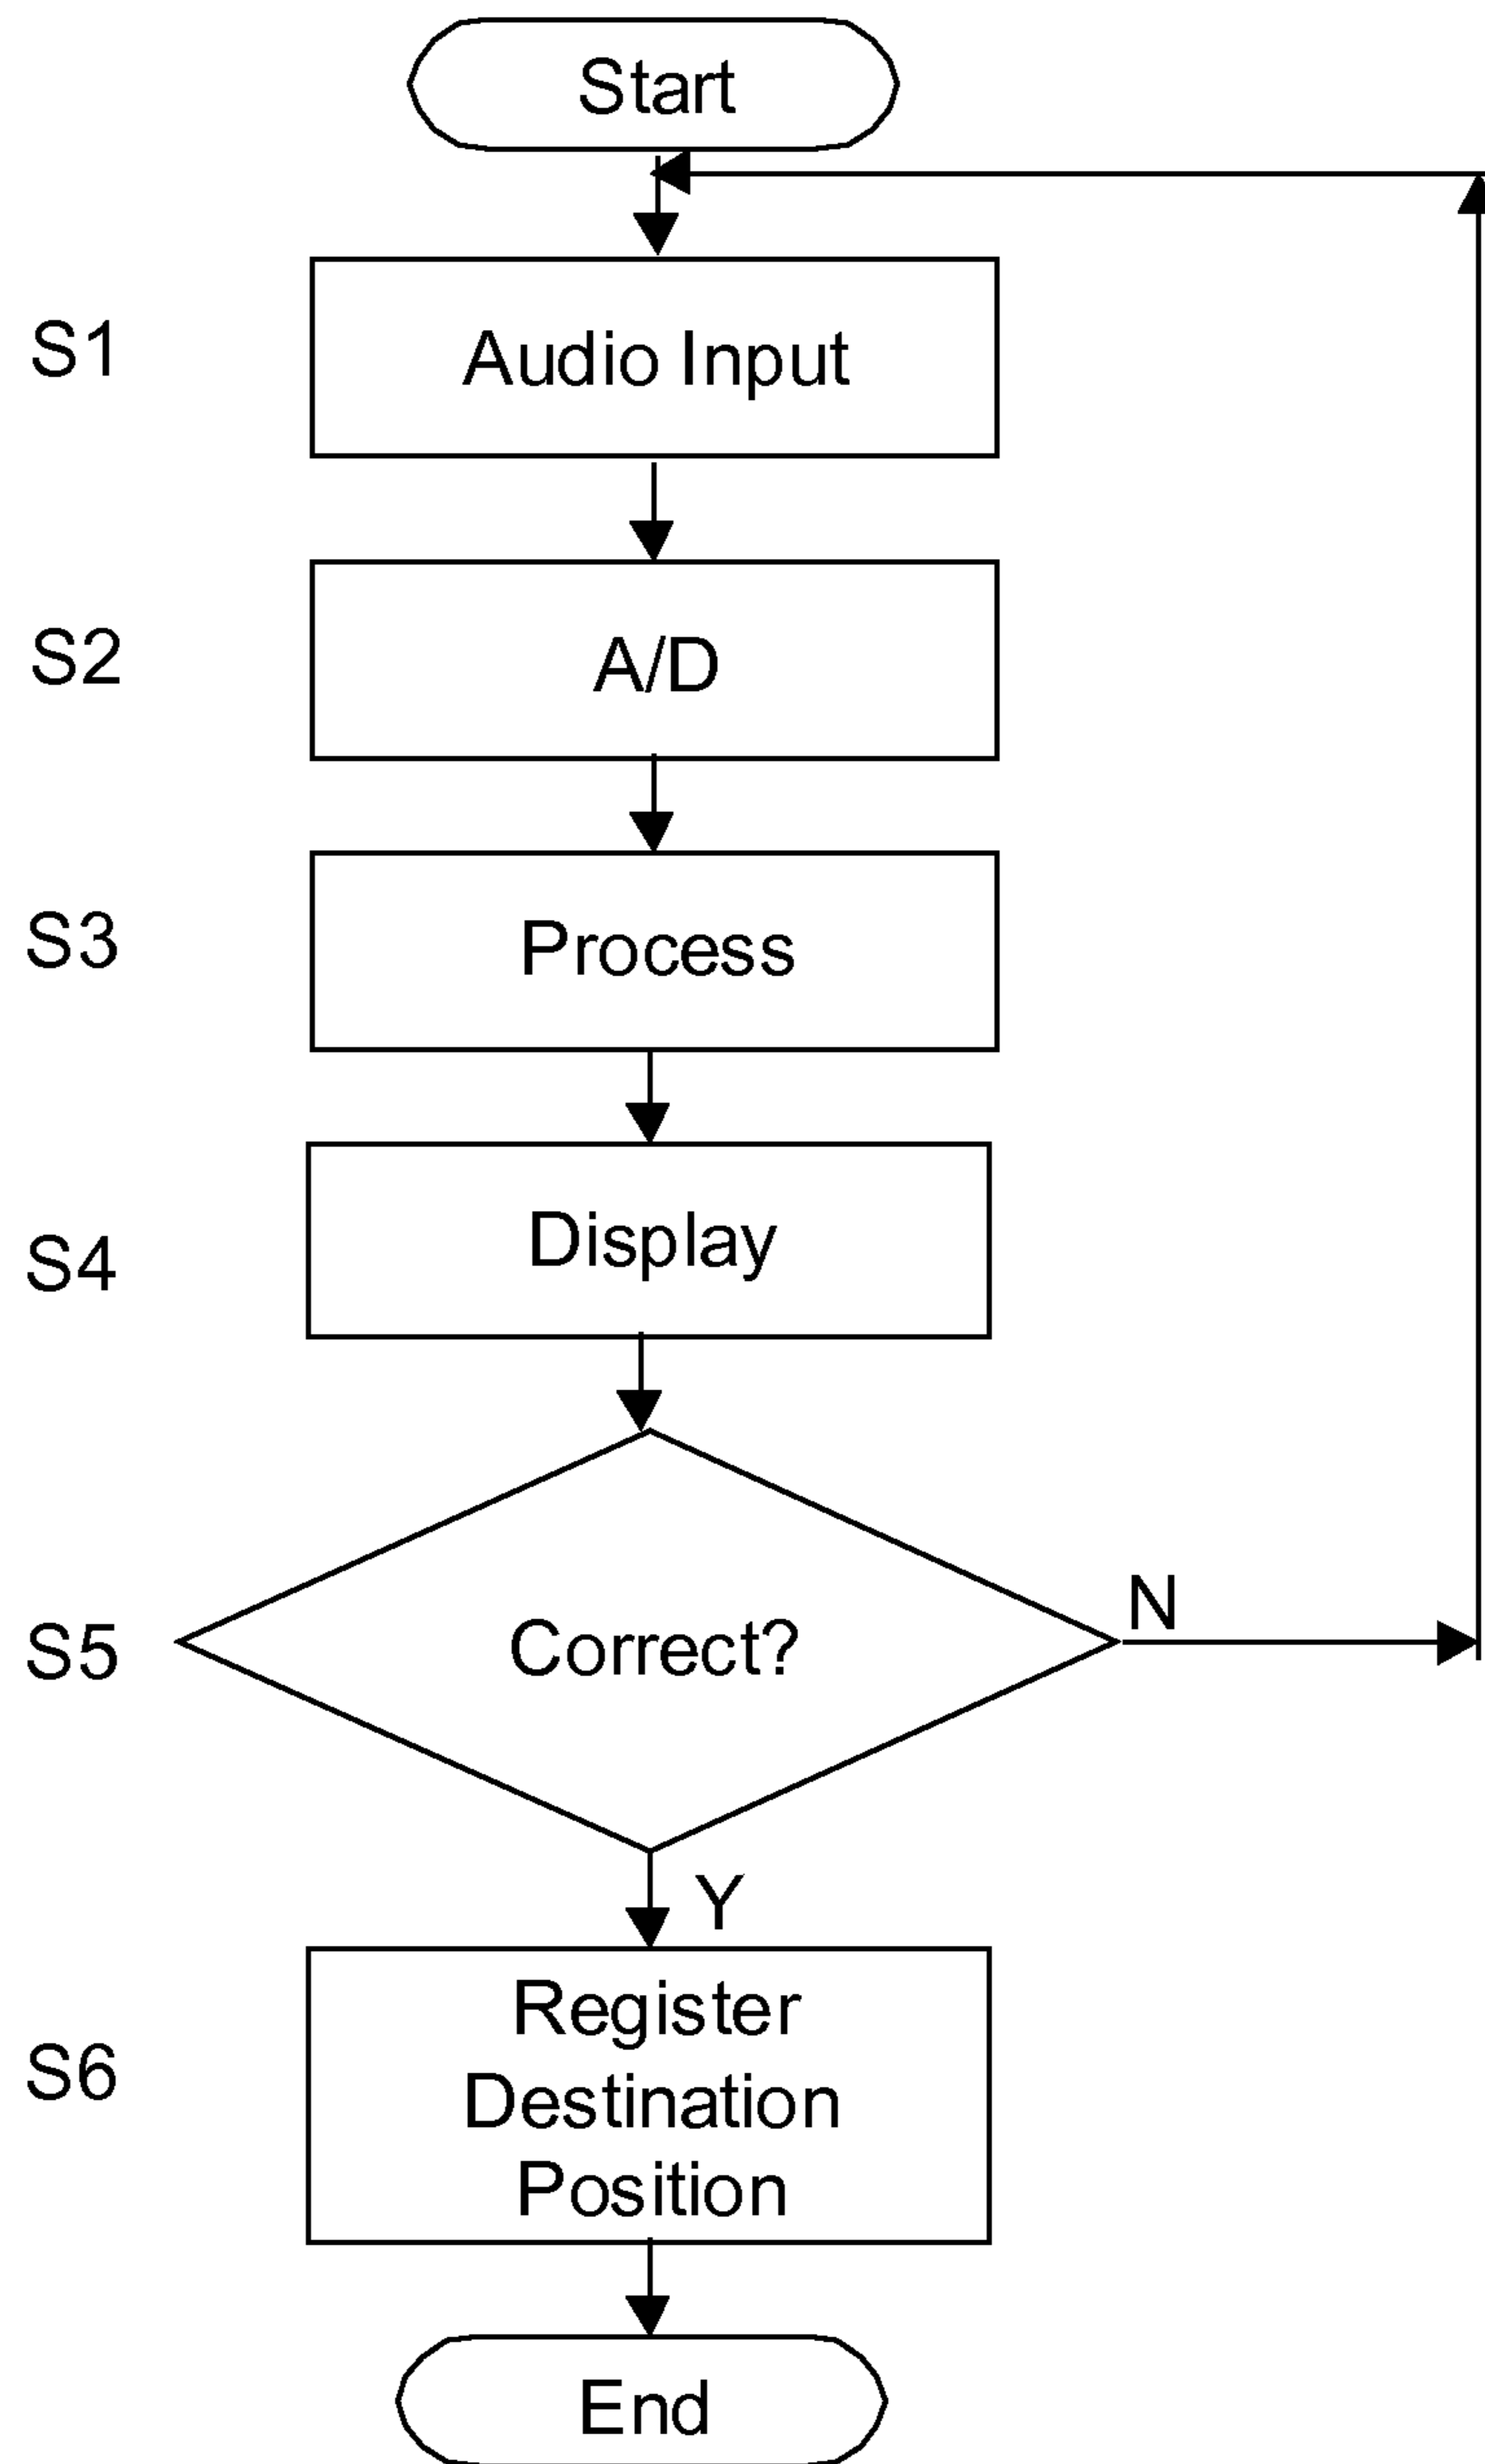 Start
S1
Audio Input
S2
A/D
S3
Process
S4
Display
S5
Correct?
N
Y
S6
Register
Destination
Position
End